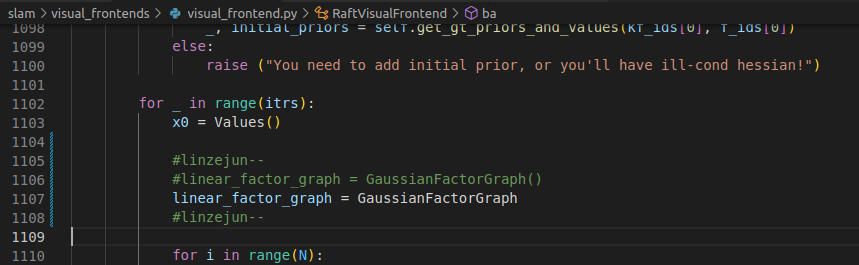 slam > visual_frontends > visual_frontend.py > RaftVisualFrontend > ba
1098 _, initial_priors = self.get_gt_priors_and_values(kf_ids[0], f_ids[0])
1099 else:
1100 raise ("You need to add initial prior, or you'll have ill-cond hessian!")
1101
1102 for _ in range(itrs):
1103 x0 = Values()
1104
1105 #linzejun--
1106 #linear_factor_graph = GaussianFactorGraph()
1107 linear_factor_graph = GaussianFactorGraph
1108 #linzejun--
1109
1110 for i in range(N):